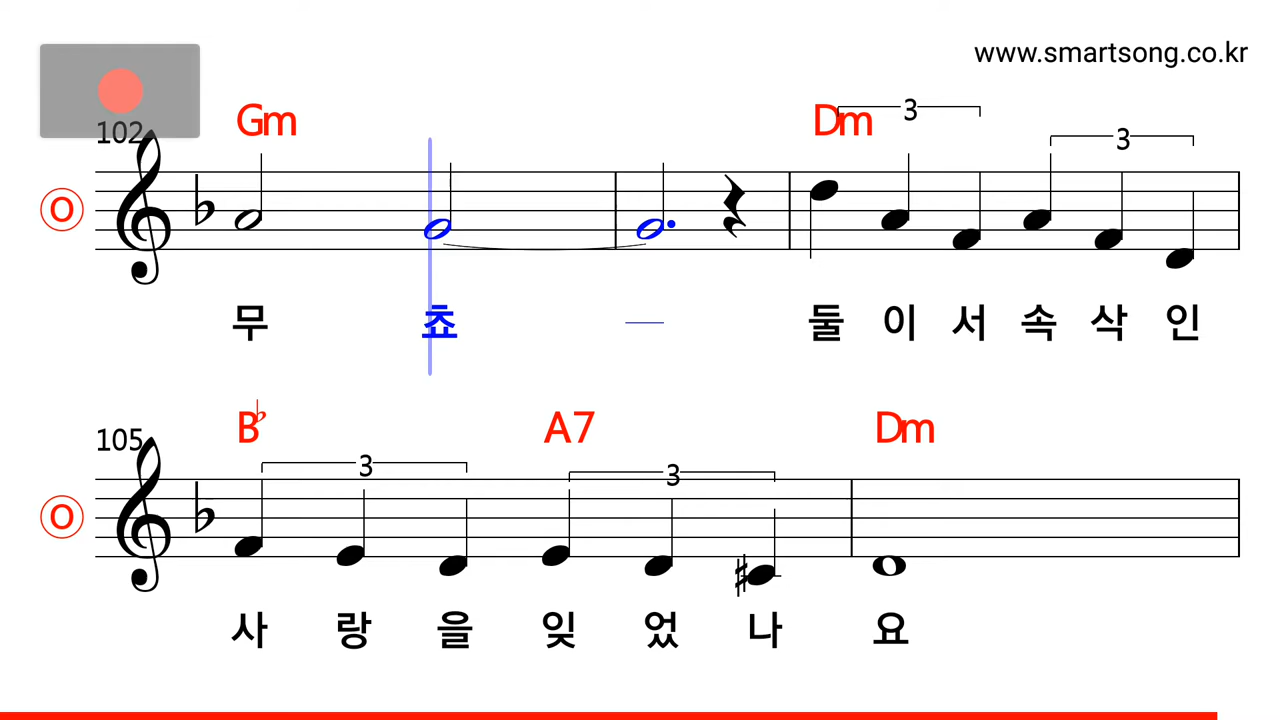 www.smartsong.co.kr
102 Gm Dm 3 3
O
무 쵸 둘 이 서 속 삭 인
105 B♭ A7 Dm
3 3
O
사 랑 을 잊 었 나 요